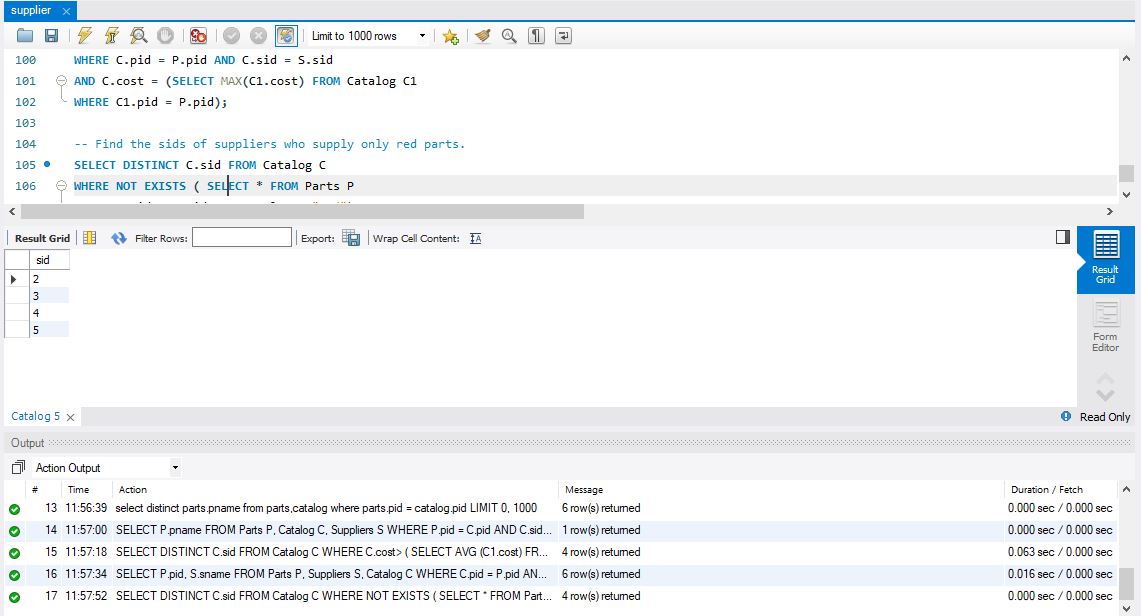 supplier
Limit to 1000 rows
100 WHERE C.pid = P.pid AND C.sid = S.sid
101 AND C.cost = (SELECT MAX(C1.cost) FROM Catalog C1
102 WHERE C1.pid = P.pid);
103
104 -- Find the sids of suppliers who supply only red parts.
105 SELECT DISTINCT C.sid FROM Catalog C
106 WHERE NOT EXISTS ( SELECT * FROM Parts P
Result Grid Filter Rows: Export: Wrap Cell Content:
sid
2
3
4
5
Result Grid
Form Editor
Catalog 5
Read Only
Output
Action Output
# Time Action Message Duration / Fetch
13 11:56:39 select distinct parts.pname from parts,catalog where parts.pid = catalog.pid LIMIT 0, 1000 6 row(s) returned 0.000 sec / 0.000 sec
14 11:57:00 SELECT P.pname FROM Parts P, Catalog C, Suppliers S WHERE P.pid = C.pid AND C.sid... 1 row(s) returned 0.000 sec / 0.000 sec
15 11:57:18 SELECT DISTINCT C.sid FROM Catalog C WHERE C.cost> ( SELECT AVG (C1.cost) FR... 4 row(s) returned 0.063 sec / 0.000 sec
16 11:57:34 SELECT P.pid, S.sname FROM Parts P, Suppliers S, Catalog C WHERE C.pid = P.pid AN... 6 row(s) returned 0.016 sec / 0.000 sec
17 11:57:52 SELECT DISTINCT C.sid FROM Catalog C WHERE NOT EXISTS ( SELECT * FROM Part... 4 row(s) returned 0.000 sec / 0.000 sec